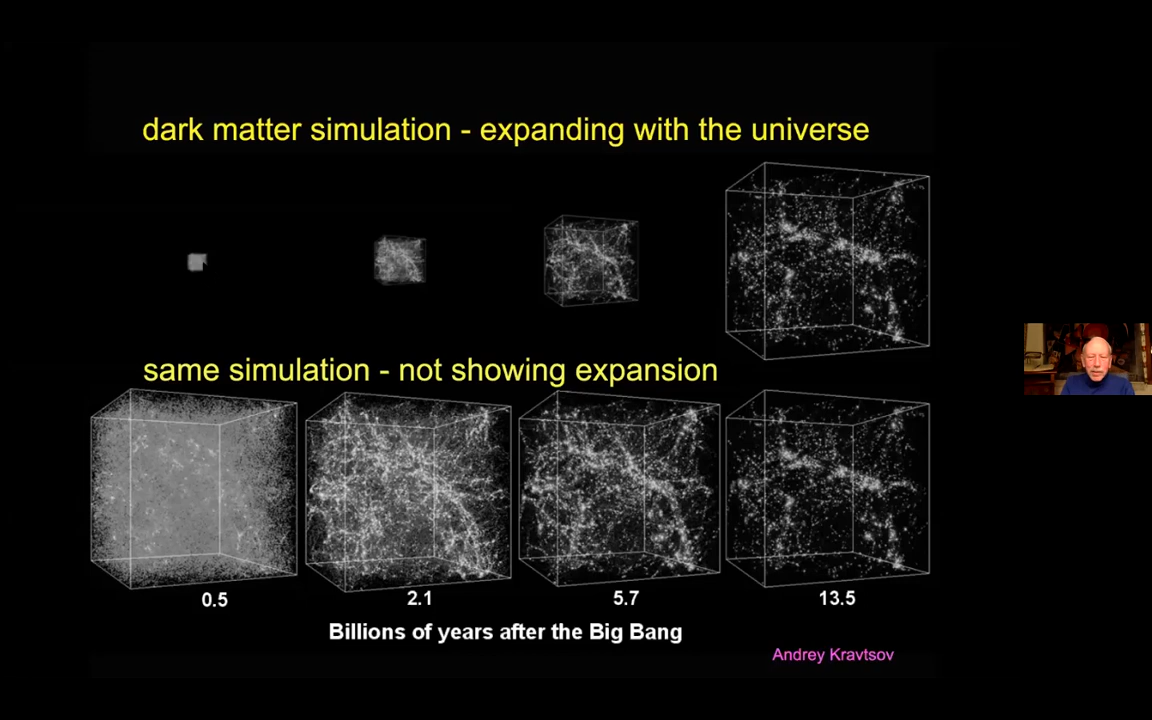 dark matter simulation - expanding with the universe
same simulation - not showing expansion
0.5 2.1 5.7 13.5
Billions of years after the Big Bang
Andrey Kravtsov